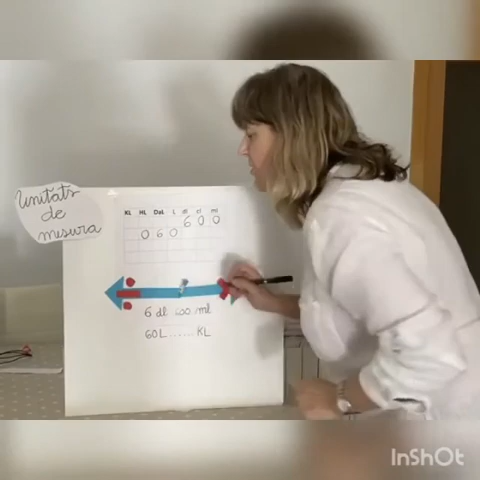 Unitats
de
mesura
KL HL DaL L dl cl ml
6 0 0
0 6 0
6 dl 600 ml
60L......KL
InShOt